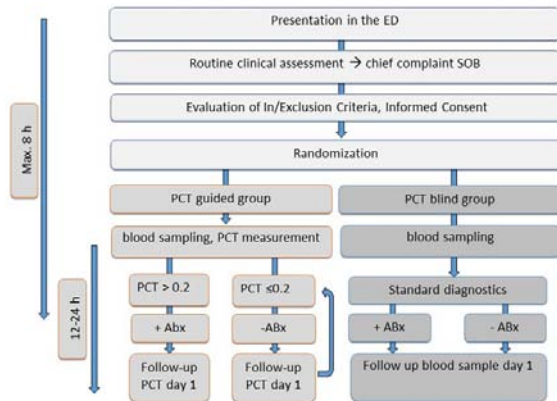 Presentation in the ED
Routine clinical assessment → chief complaint SOB
Evaluation of In/Exclusion Criteria, Informed Consent
Randomization
Max. 8 h
PCT guided group
PCT blind group
blood sampling, PCT measurement
blood sampling
12-24 h
PCT > 0.2
PCT ≤0.2
Standard diagnostics
+ Abx
-ABx
+ ABx
- ABx
Follow-up
PCT day 1
Follow-up
PCT day 1
Follow up blood sample day 1